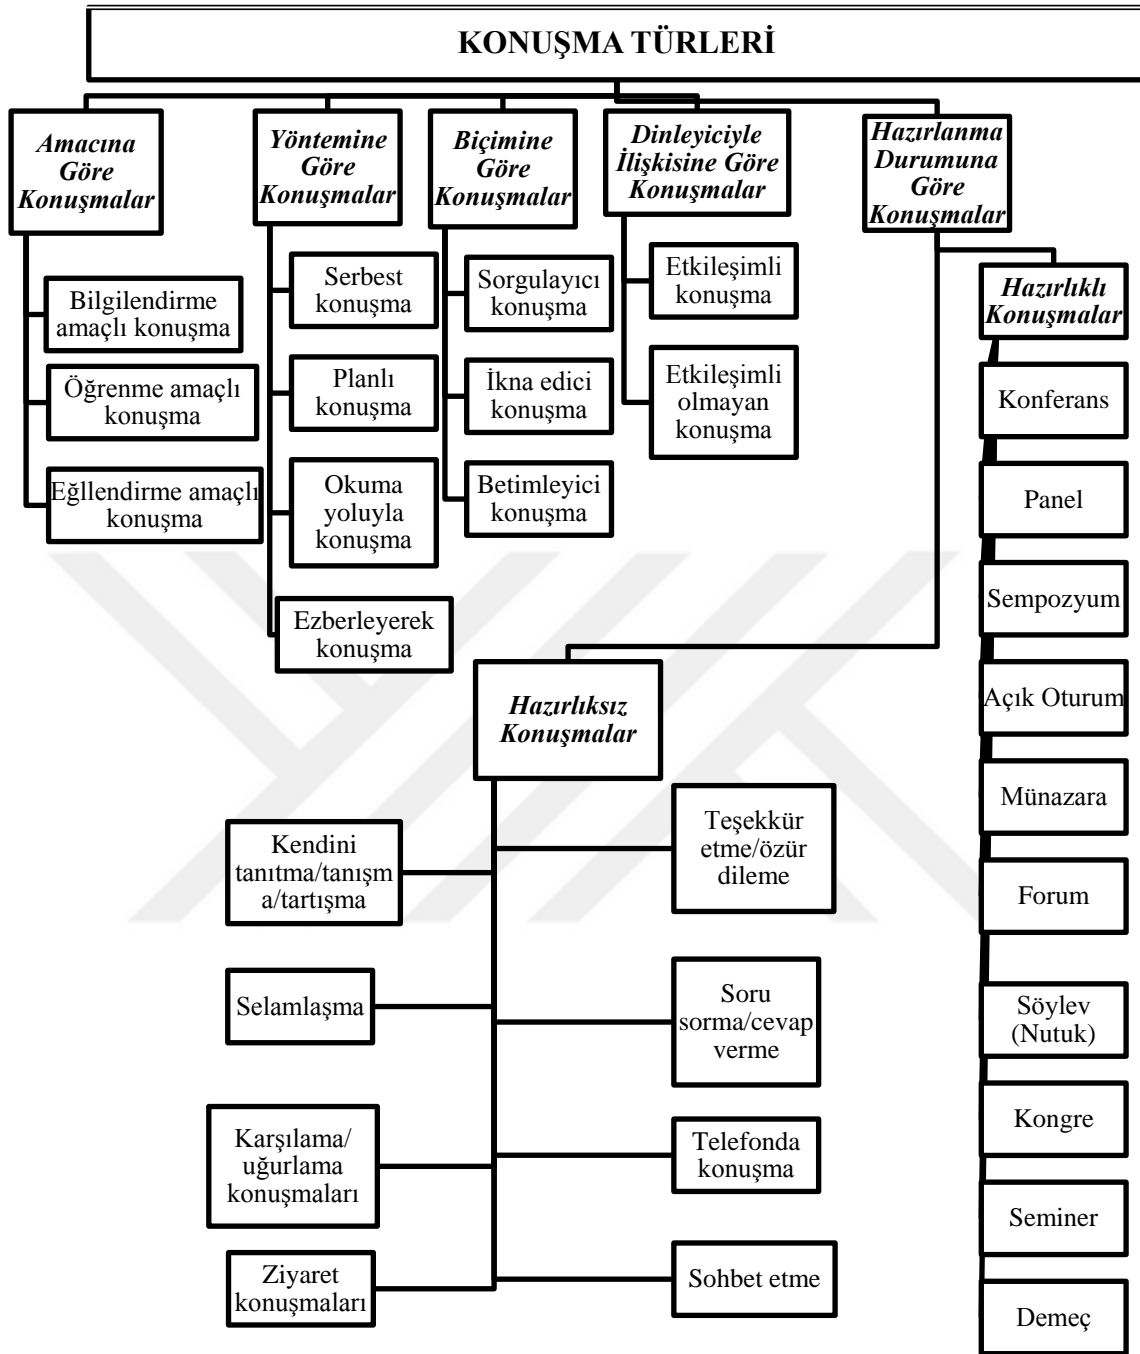 KONUŞMA TÜRLERİ
Amacına
Göre
Konuşmalar
Bilgilendirme
amaçlı konuşma
Öğrenme amaçlı
konuşma
Eğllendirme amaçlı
konuşma
Yöntemine
Göre
Konuşmalar
Serbest
konuşma
Planlı
konuşma
Okuma
yoluyla
konuşma
Ezberleyerek
konuşma
Biçimine
Göre
Konuşmalar
Sorgulayıcı
konuşma
İkna edici
konuşma
Betimleyici
konuşma
Dinleyiciyle
İlişkisine Göre
Konuşmalar
Etkileşimli
konuşma
Etkileşimli
olmayan
konuşma
Hazırlanma
Durumuna
Göre
Konuşmalar
Hazırlıklı
Konuşmalar
Konferans
Panel
Sempozyum
Açık Oturum
Münazara
Forum
Söylev
(Nutuk)
Kongre
Seminer
Demeç
Hazırlıksız
Konuşmalar
Kendini
tanıtma/tanışm
a/tartışma
Teşekkür
etme/özür
dileme
Selamlaşma
Soru
sorma/cevap
verme
Karşılama/
uğurlama
konuşmaları
Telefonda
konuşma
Ziyaret
konuşmaları
Sohbet etme